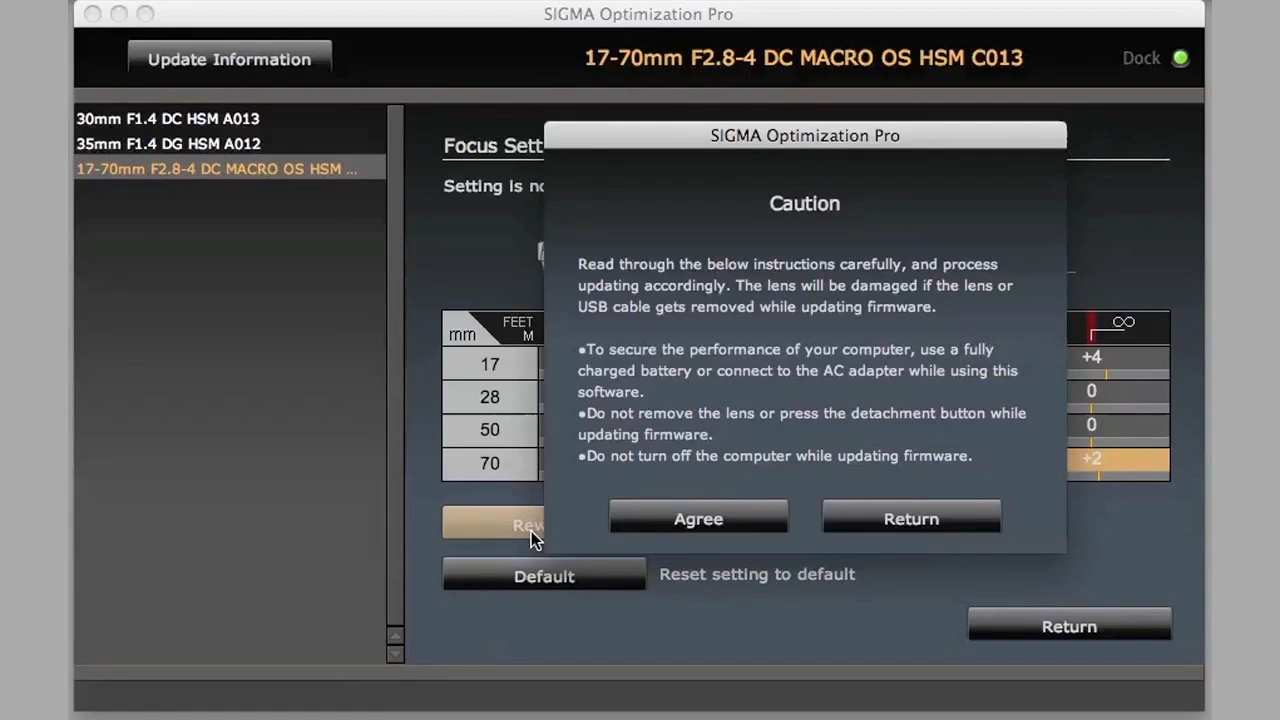 SIGMA Optimization Pro
Update Information
17-70mm F2.8-4 DC MACRO OS HSM C013
Dock
30mm F1.4 DC HSM A013
35mm F1.4 DG HSM A012
17-70mm F2.8-4 DC MACRO OS HSM ...
Focus Sett
Setting is no
SIGMA Optimization Pro
Caution
Read through the below instructions carefully, and process
updating accordingly. The lens will be damaged if the lens or
USB cable gets removed while updating firmware.
●To secure the performance of your computer, use a fully
charged battery or connect to the AC adapter while using this
software.
●Do not remove the lens or press the detachment button while
updating firmware.
●Do not turn off the computer while updating firmware.
Agree
Return
mm
FEET
M
∞
17
+4
28
0
50
0
70
+2
Rew
Default
Reset setting to default
Return